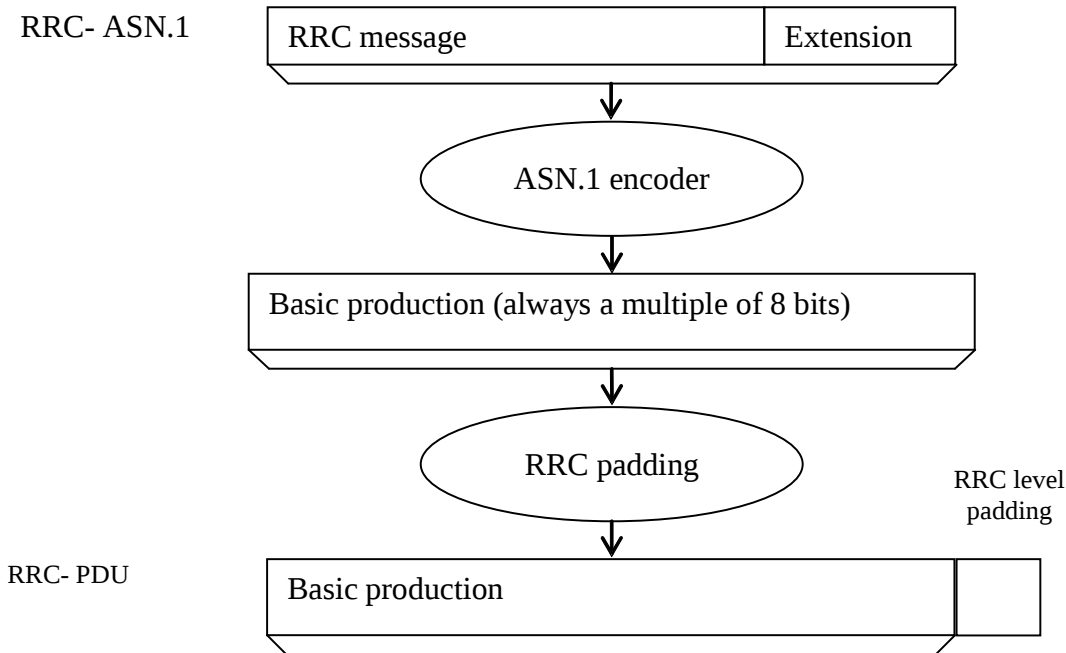 RRC- ASN.1
RRC message
Extension
ASN.1 encoder
Basic production (always a multiple of 8 bits)
RRC padding
RRC level
padding
RRC- PDU
Basic production